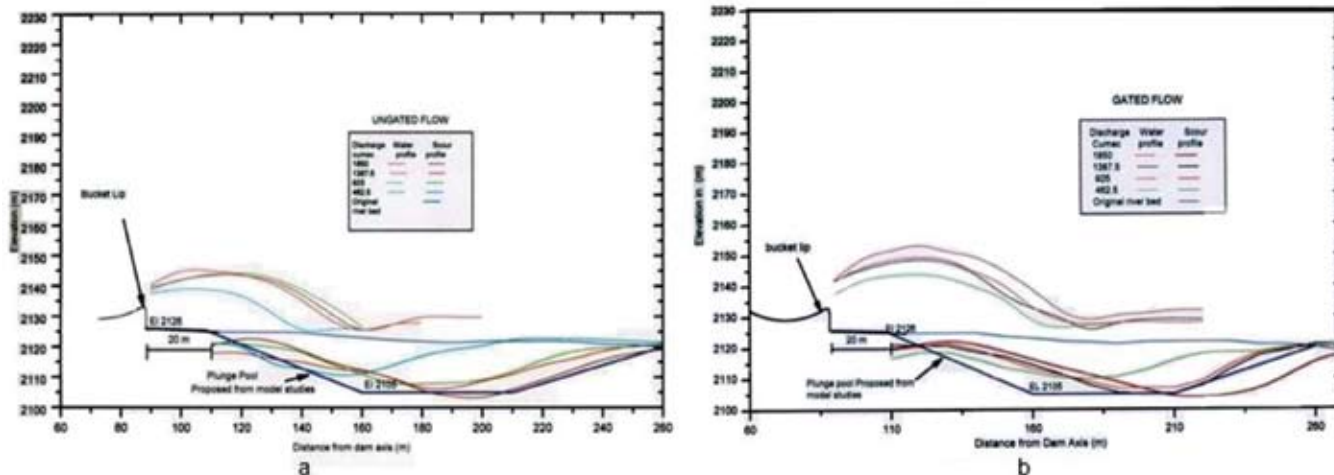 2230
2220
2210
2200
2190
2180
2170
2160
2150
2140
2130
2120
2110
2100
Elevation (m)
UNGATED FLOW
Discharge Water Scour
cumec profile profile
1850
1387.5
925
462.5
Original
river bed
Bucket Lip
El 2126
20 m
Plunge Pool
Proposed from model studies
El 2105
60 80 100 120 140 160 180 200 220 240 260
Distance from dam axis (m)
a
2230
2220
2210
2200
2190
2180
2170
2160
2150
2140
2130
2120
2110
2100
Elevation in (m)
GATED FLOW
Discharge Water Scour
Cumec profile profile
1850
1387.5
925
462.5
Original river bed
bucket lip
El 2126
20 m
Plunge pool Proposed from
model studies
EL 2105
60 110 160 210 260
Distance from Dam Axis (m)
b